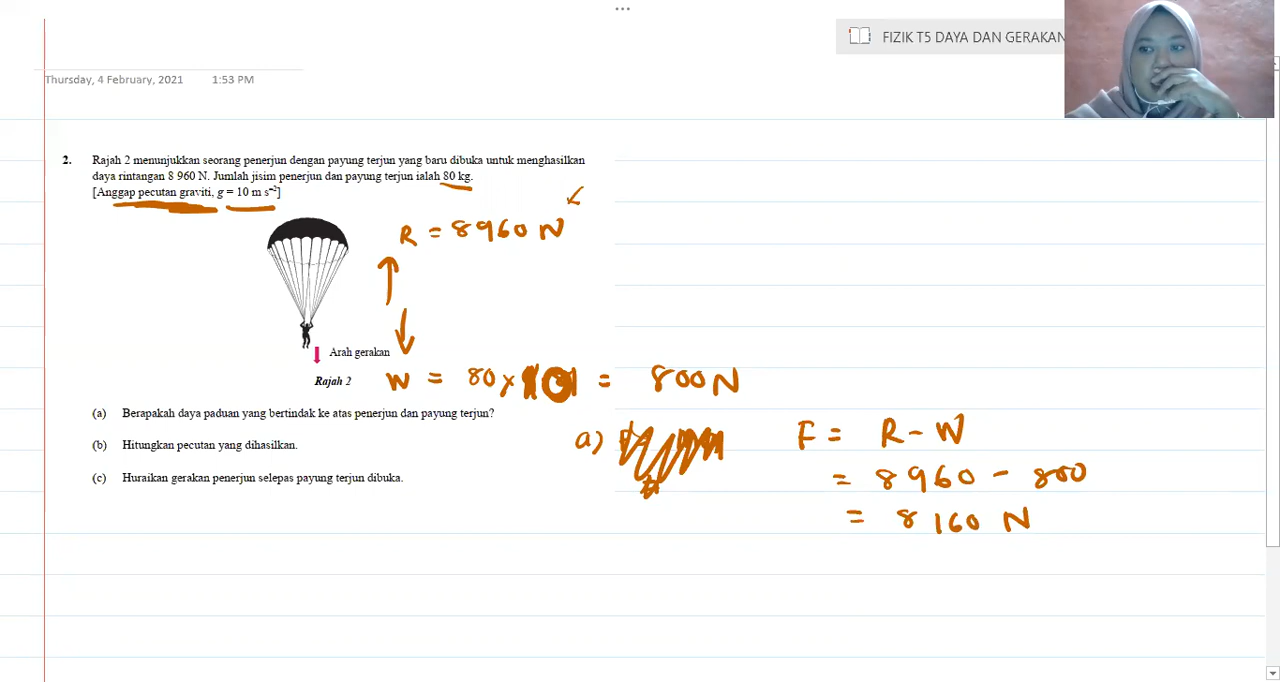 FIZIK T5 DAYA DAN GERAKAN
Thursday, 4 February, 2021 1:53 PM
2. Rajah 2 menunjukkan seorang penerjun dengan payung terjun yang baru dibuka untuk menghasilkan
daya rintangan 8 960 N. Jumlah jisim penerjun dan payung terjun ialah 80 kg.
[Anggap pecutan graviti, g = 10 m s⁻²]
R = 8960 N
Arah gerakan
Rajah 2
W = 80 x 10 = 800 N
(a) Berapakah daya paduan yang bertindak ke atas penerjun dan payung terjun?
(b) Hitungkan pecutan yang dihasilkan.
(c) Huraikan gerakan penerjun selepas payung terjun dibuka.
a) F = R - W
= 8960 - 800
= 8160 N